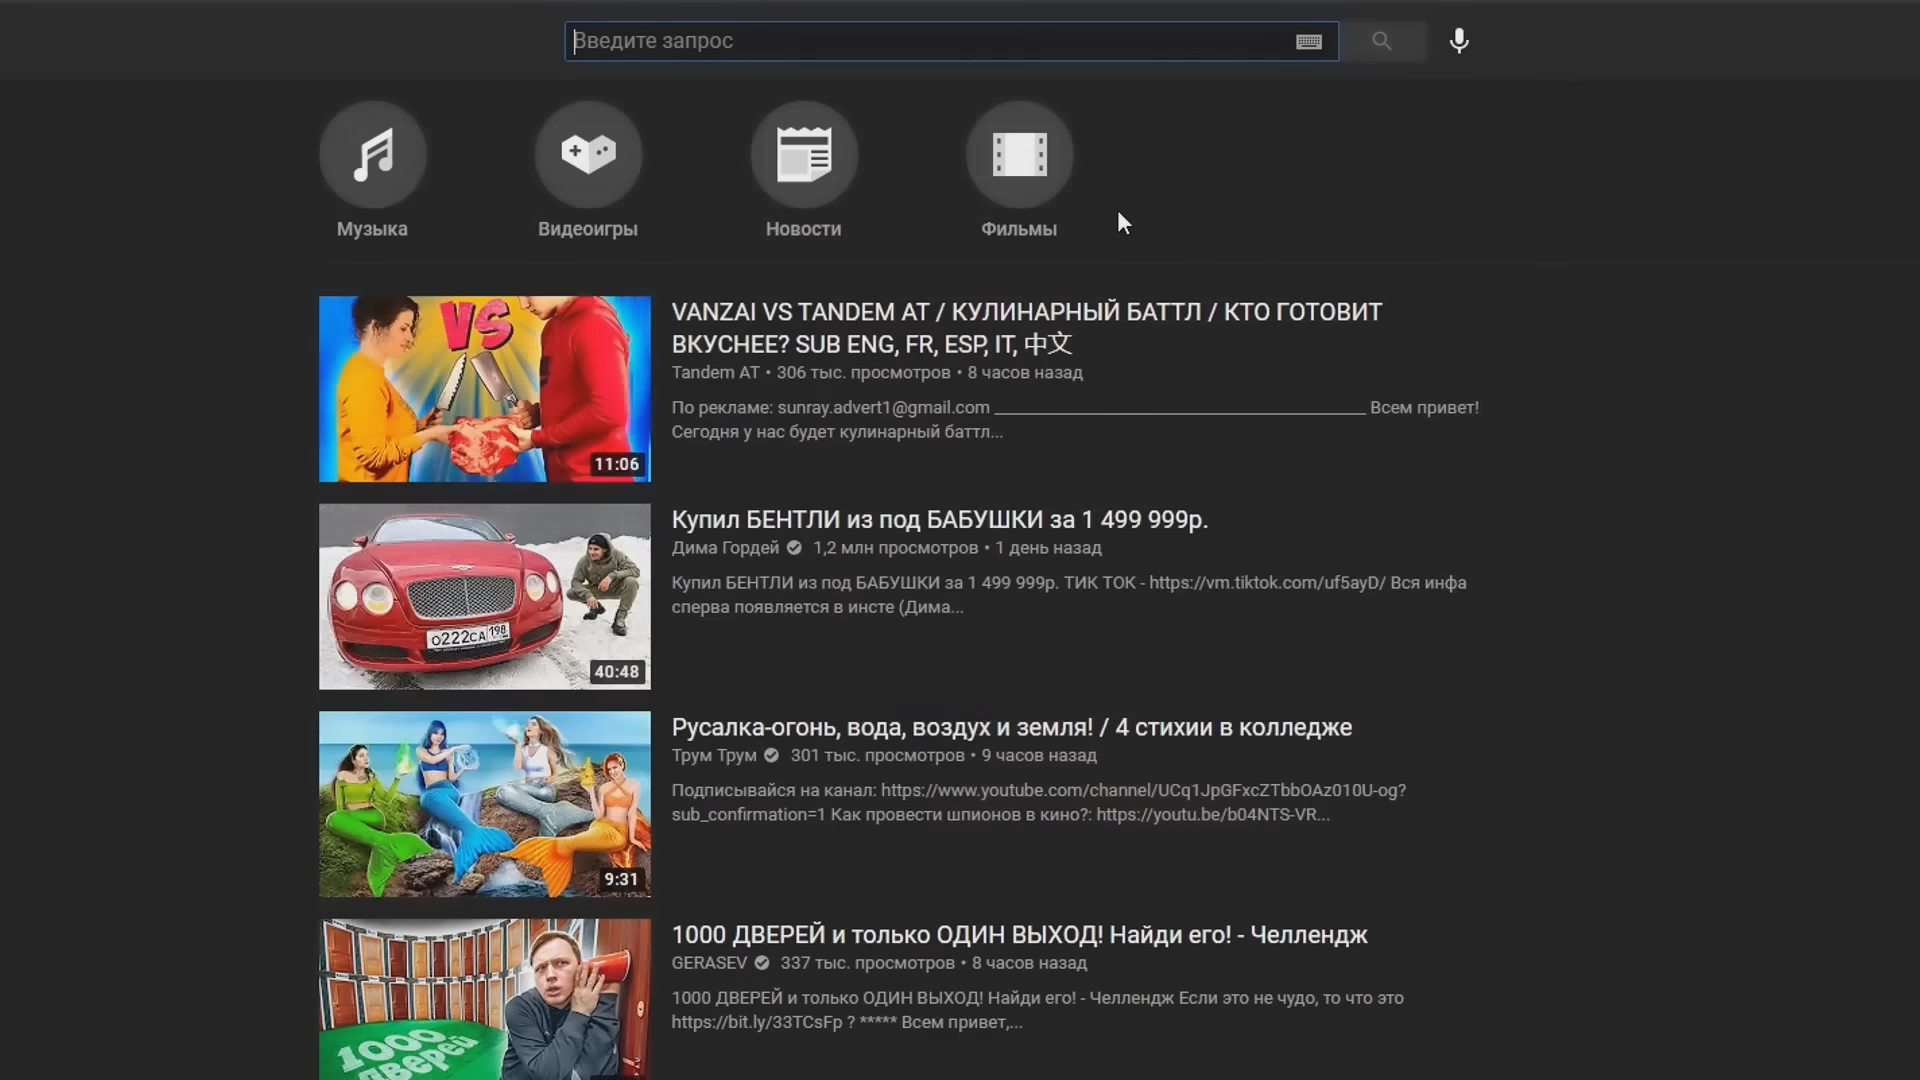 Введите запрос
Музыка
Видеоигры
Новости
Фильмы
VS
11:06
VANZAI VS TANDEM AT / КУЛИНАРНЫЙ БАТТЛ / КТО ГОТОВИТ
ВКУСНЕЕ? SUB ENG, FR, ESP, IT, 中文
Tandem AT • 306 тыс. просмотров • 8 часов назад
По рекламе: sunray.advert1@gmail.com _______________________________________ Всем привет!
Сегодня у нас будет кулинарный баттл...
О222СА 198
40:48
Купил БЕНТЛИ из под БАБУШКИ за 1 499 999р.
Дима Гордей 1,2 млн просмотров • 1 день назад
Купил БЕНТЛИ из под БАБУШКИ за 1 499 999р. ТИК ТОК - https://vm.tiktok.com/uf5ayD/ Вся инфа
сперва появляется в инсте (Дима...
9:31
Русалка-огонь, вода, воздух и земля! / 4 стихии в колледже
Трум Трум 301 тыс. просмотров • 9 часов назад
Подписывайся на канал: https://www.youtube.com/channel/UCq1JpGFxcZTbbOAz010U-og?
sub_confirmation=1 Как провести шпионов в кино?: https://youtu.be/b04NTS-VR...
1000
дверей
1000 ДВЕРЕЙ и только ОДИН ВЫХОД! Найди его! - Челлендж
GERASEV 337 тыс. просмотров • 8 часов назад
1000 ДВЕРЕЙ и только ОДИН ВЫХОД! Найди его! - Челлендж Если это не чудо, то что это
https://bit.ly/33TCsFp ? ***** Всем привет,...